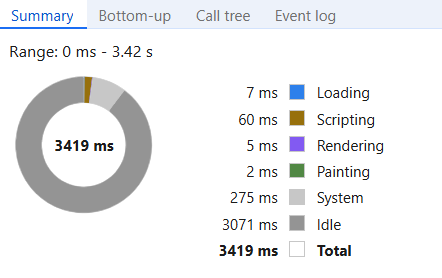 Summary Bottom-up Call tree Event log
Range: 0 ms - 3.42 s
3419 ms
7 ms Loading
60 ms Scripting
5 ms Rendering
2 ms Painting
275 ms System
3071 ms Idle
3419 ms Total